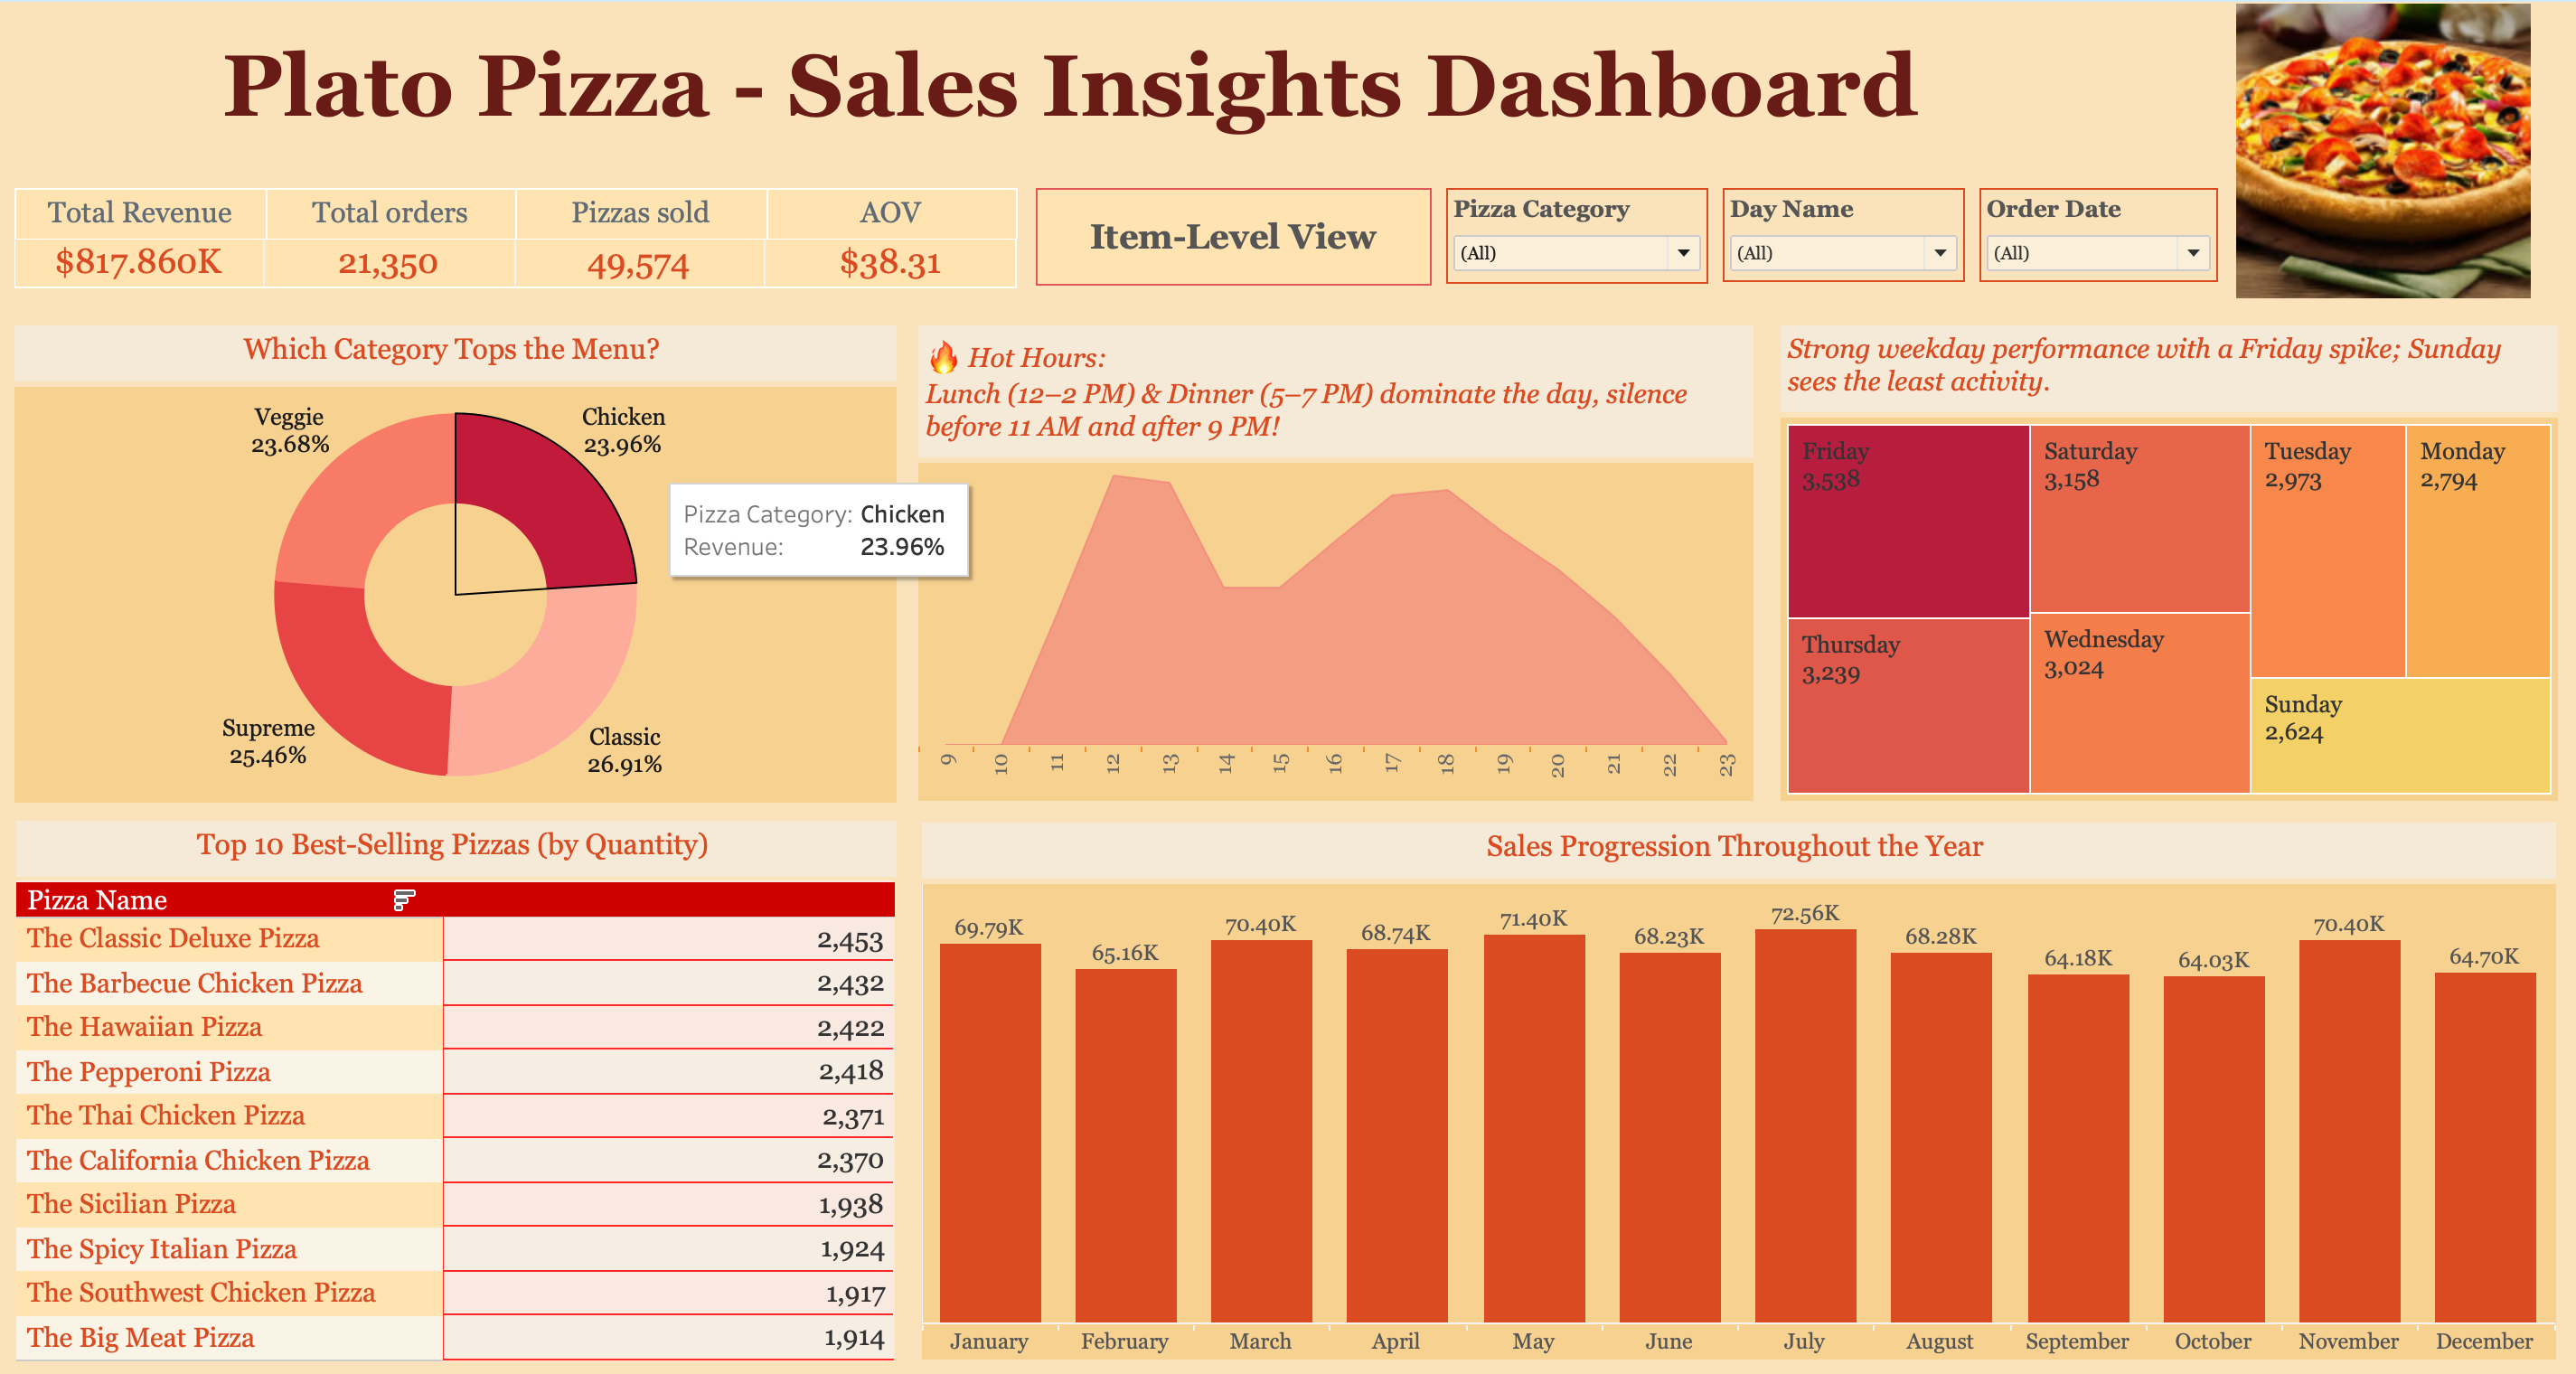 Plato Pizza - Sales Insights Dashboard
Total Revenue
Total orders
Pizzas sold
AOV
$817.860K
21,350
49,574
$38.31
Item-Level View
Pizza Category
(All)
Day Name
(All)
Order Date
(All)
Which Category Tops the Menu?
Veggie
23.68%
Chicken
23.96%
Supreme
25.46%
Classic
26.91%
Pizza Category: Chicken
Revenue: 23.96%
🔥 Hot Hours:
Lunch (12–2 PM) & Dinner (5–7 PM) dominate the day, silence
before 11 AM and after 9 PM!
9
10
11
12
13
14
15
16
17
18
19
20
21
22
23
Strong weekday performance with a Friday spike; Sunday
sees the least activity.
Friday
3,538
Saturday
3,158
Tuesday
2,973
Monday
2,794
Thursday
3,239
Wednesday
3,024
Sunday
2,624
Top 10 Best-Selling Pizzas (by Quantity)
Pizza Name
The Classic Deluxe Pizza 2,453
The Barbecue Chicken Pizza 2,432
The Hawaiian Pizza 2,422
The Pepperoni Pizza 2,418
The Thai Chicken Pizza 2,371
The California Chicken Pizza 2,370
The Sicilian Pizza 1,938
The Spicy Italian Pizza 1,924
The Southwest Chicken Pizza 1,917
The Big Meat Pizza 1,914
Sales Progression Throughout the Year
69.79K
65.16K
70.40K
68.74K
71.40K
68.23K
72.56K
68.28K
64.18K
64.03K
70.40K
64.70K
January
February
March
April
May
June
July
August
September
October
November
December